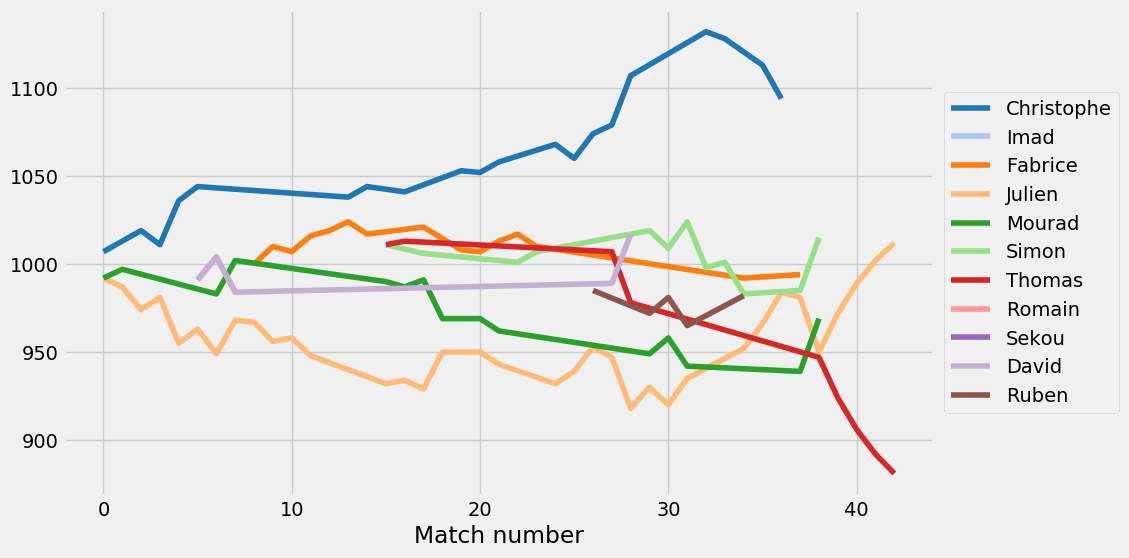 1100
1050
1000
950
900
0 10 20 30 40
Match number
Christophe
Imad
Fabrice
Julien
Mourad
Simon
Thomas
Romain
Sekou
David
Ruben